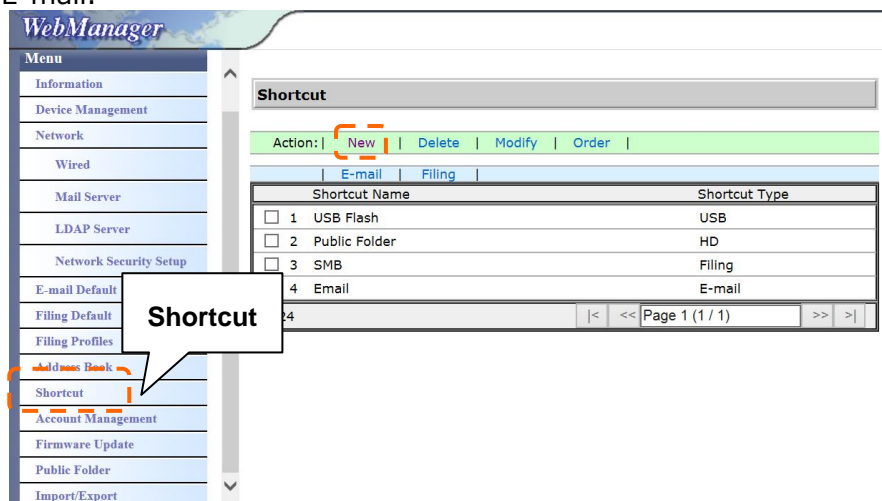 E-mail.
WebManager
Menu
Information
Device Management
Network
Wired
Mail Server
LDAP Server
Network Security Setup
E-mail Default
Filing Default
Filing Profiles
Address Book
Shortcut
Account Management
Firmware Update
Public Folder
Import/Export
Shortcut
Shortcut
Action:| New | Delete | Modify | Order |
| E-mail | Filing |
Shortcut Name Shortcut Type
1 USB Flash USB
2 Public Folder HD
3 SMB Filing
4 Email E-mail
24 |< << Page 1 (1 / 1) >> >|